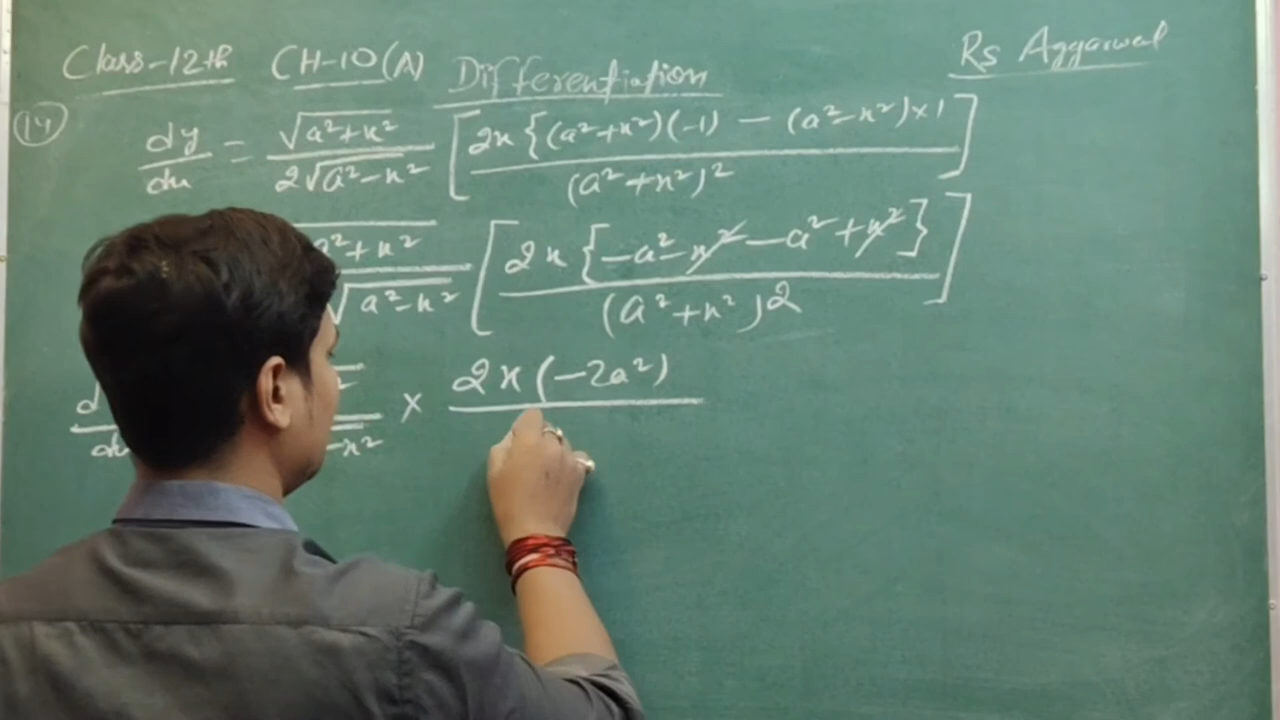 Class-12th CH-10(A) Differentiation Rs Aggarwal
(14) dy/dx = √(a²+x²) / 2√(a²-x²) [ 2x {(a²+x²)(-1) - (a²-x²)×1 / (a²+x²)² ]
a²+x² / √(a²-x²) [ 2x {-a²-x²-a²+x²} / (a²+x²)² ]
d / dx -x² × 2x(-2a²)